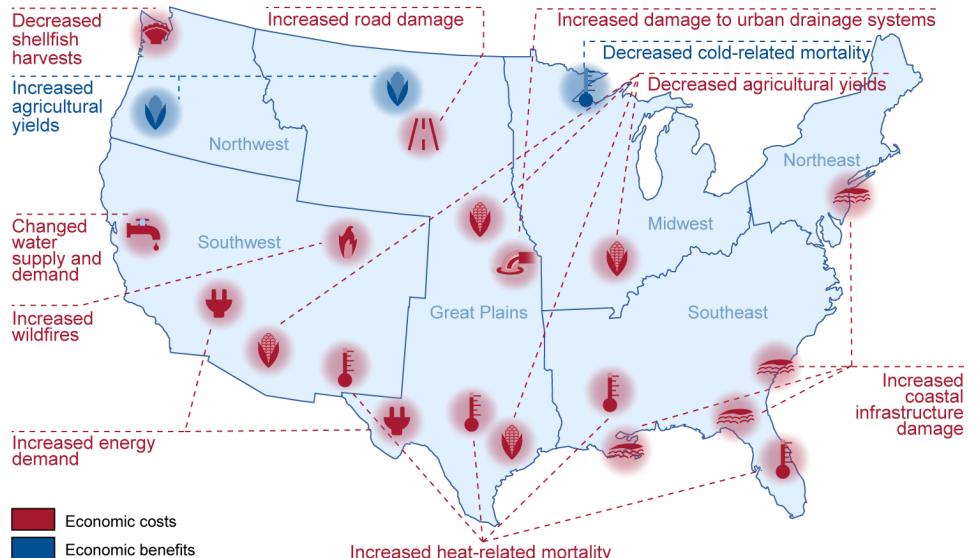 Decreased
shellfish
harvests
Increased road damage
Increased damage to urban drainage systems
Decreased cold-related mortality
Decreased agricultural yields
Increased
agricultural
yields
Northwest
Northeast
Changed
water
supply and
demand
Southwest
Midwest
Increased
wildfires
Great Plains
Southeast
Increased
coastal
infrastructure
damage
Increased energy
demand
Economic costs
Economic benefits
Increased heat-related mortality